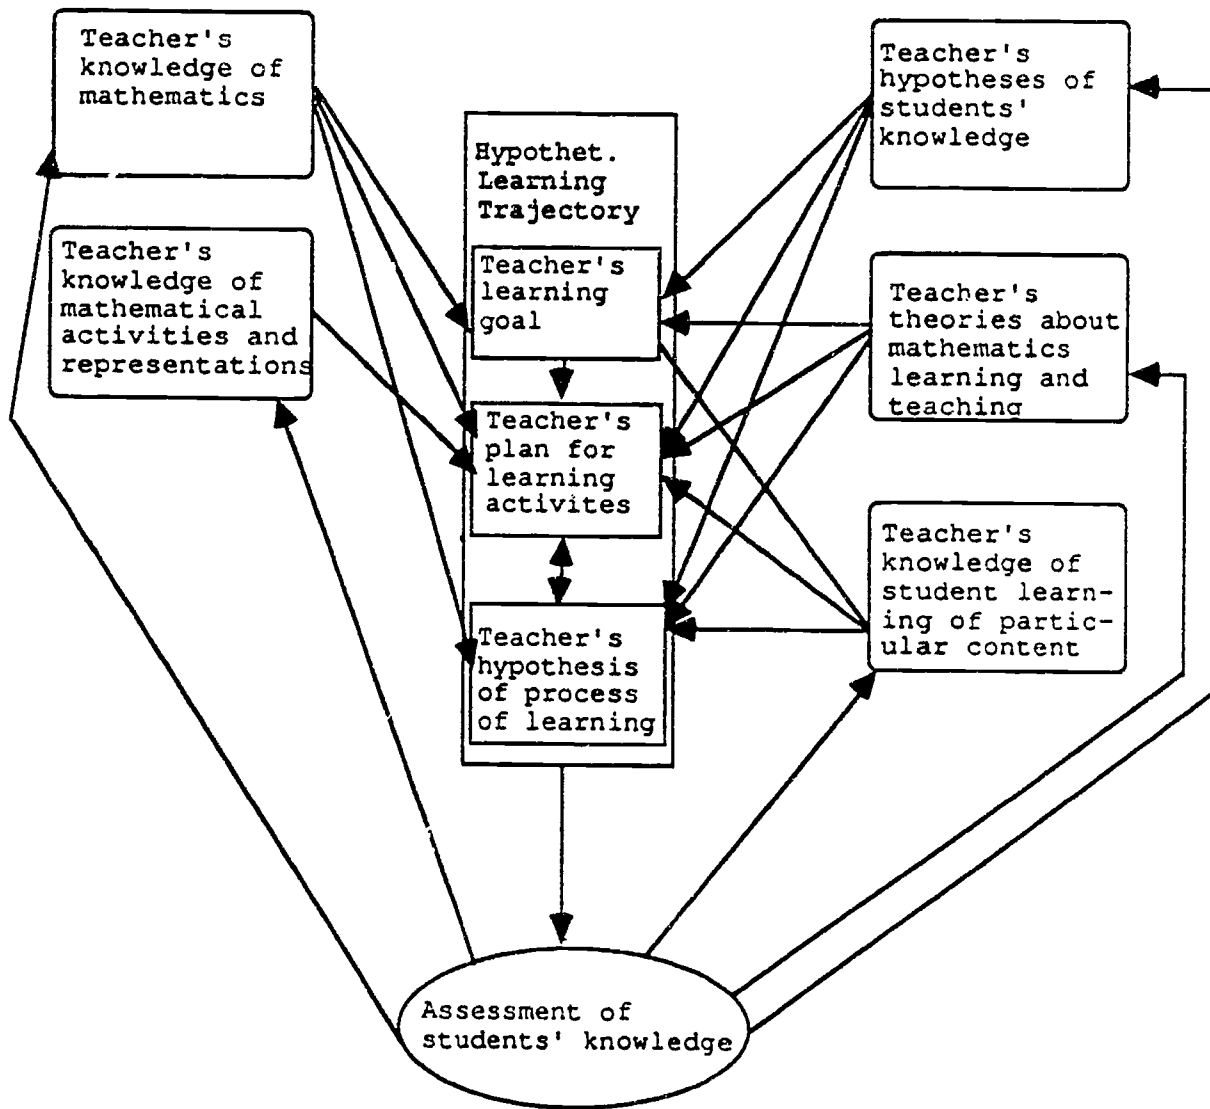 Teacher's
knowledge of
mathematics
Teacher's
knowledge of
mathematical
activities and
representations
Hypothet.
Learning
Trajectory
Teacher's
learning
goal
Teacher's
plan for
learning
activites
Teacher's
hypothesis
of process
of learning
Teacher's
hypotheses of
students'
knowledge
Teacher's
theories about
mathematics
learning and
teaching
Teacher's
knowledge of
student learn-
ing of partic-
ular content
Assessment of
students' knowledge